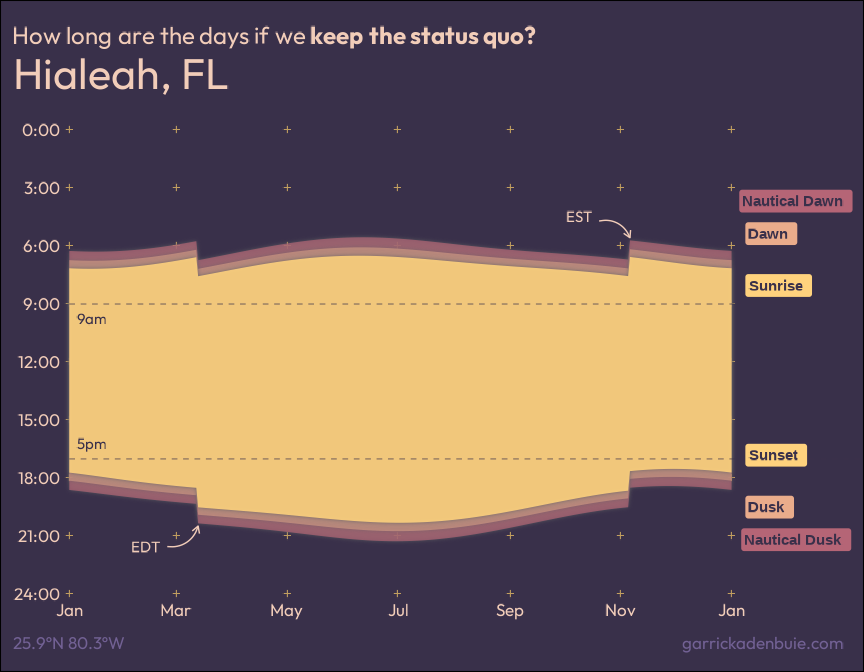 How long are the days if we keep the status quo?
Hialeah, FL
0:00
3:00
Nautical Dawn
EST
Dawn
6:00
Sunrise
9:00
9am
12:00
15:00
5pm
Sunset
18:00
Dusk
21:00
Nautical Dusk
EDT
24:00
Jan Mar May Jul Sep Nov Jan
25.9°N 80.3°W
garrickadenbuie.com